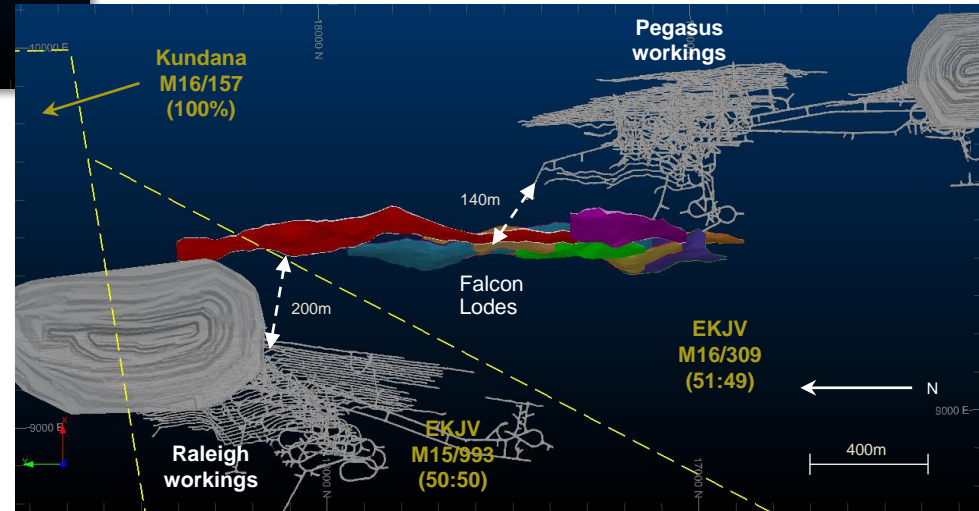 10000 E
18000 N
Kundana
M16/157
(100%)
Pegasus
workings
140m
200m
Falcon
Lodes
EKJV
M16/309
(51:49)
N
9000 E
9000 E
EKJV
M15/993
(50:50)
Raleigh
workings
400m
17000 N